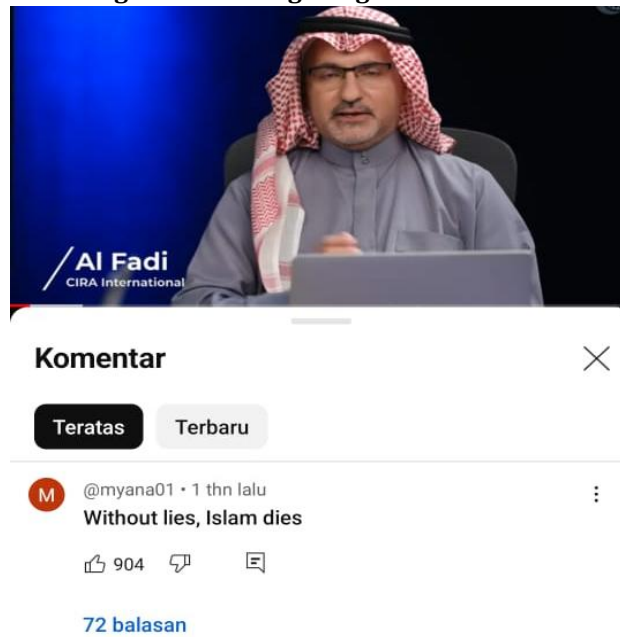 Al Fadi
CIRA International
Komentar
Teratas Terbaru
M @myana01 • 1 thn lalu
Without lies, Islam dies
904
72 balasan